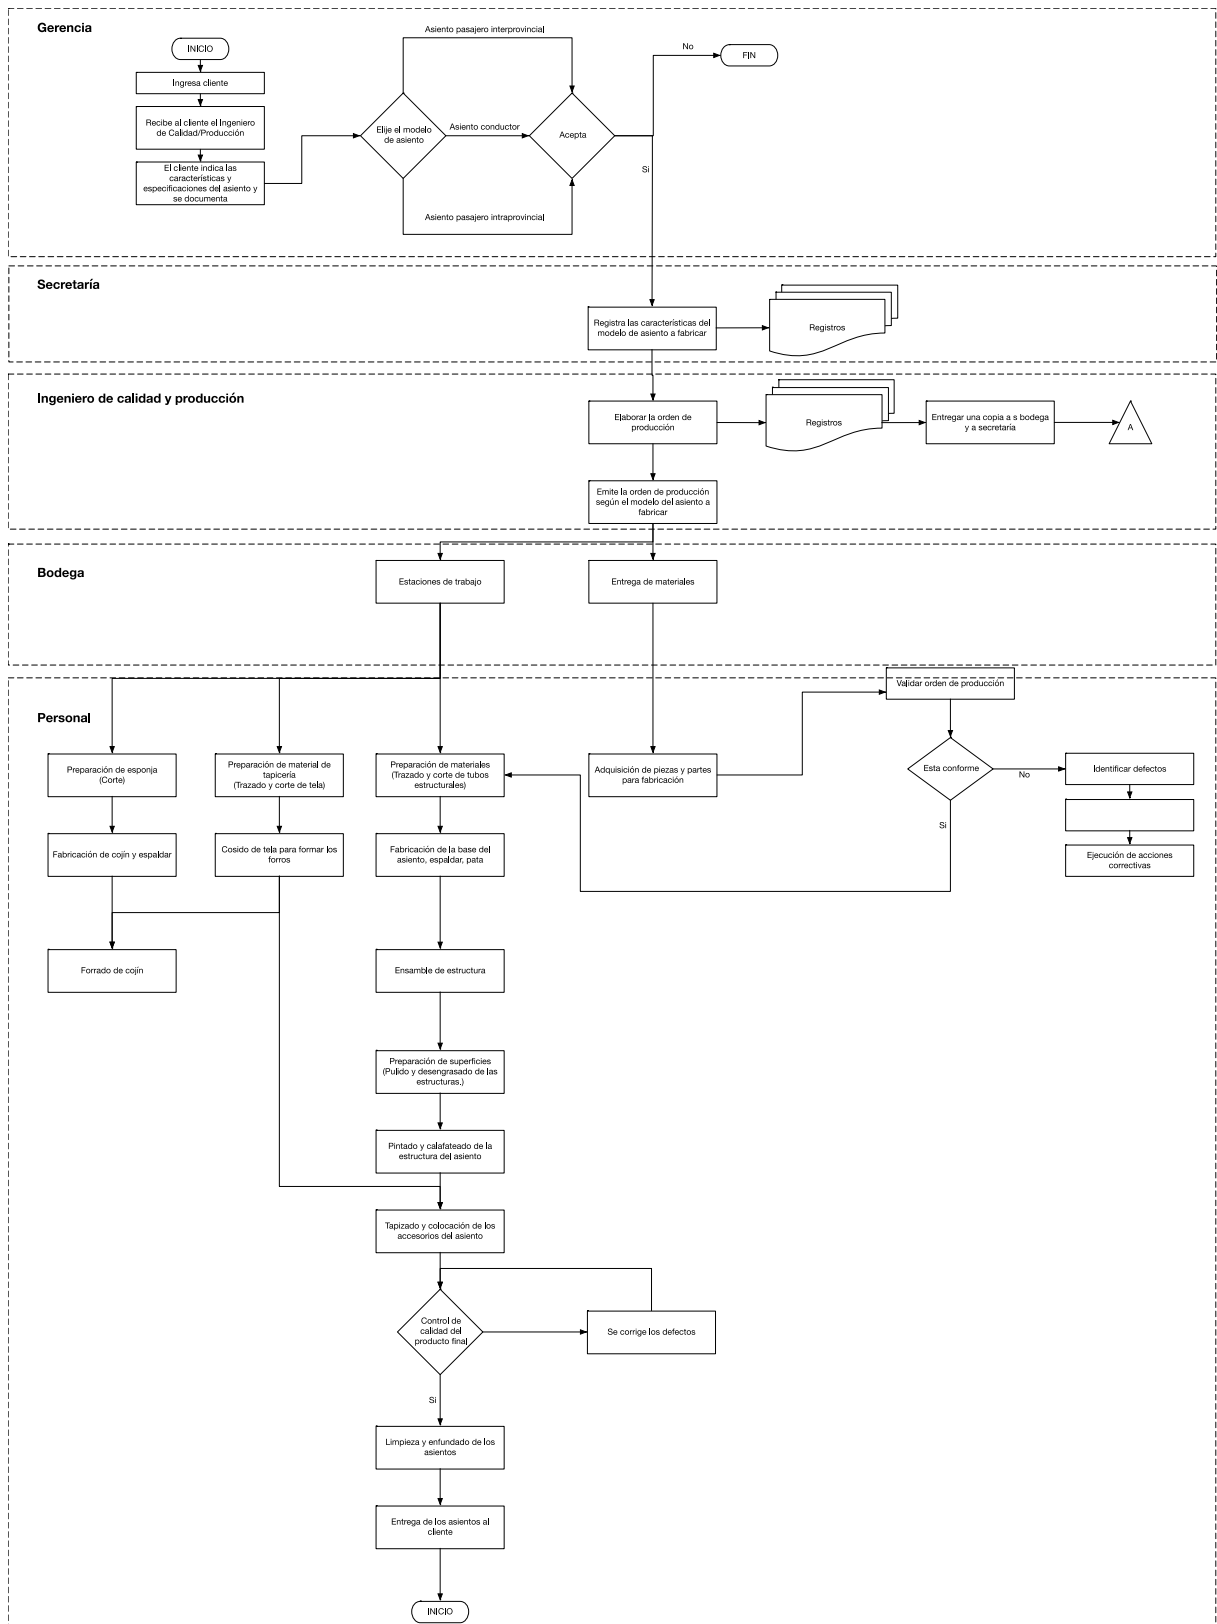 Gerencia
INICIO
Ingresa cliente
Recibe al cliente el Ingeniero
de Calidad/Producción
El cliente indica las
características y
especificaciones del asiento y
se documenta
Elije el modelo
de asiento
Asiento pasajero interprovincial
Asiento conductor
Asiento pasajero intraprovincial
Acepta
No
FIN
Si
Secretaría
Registra las características del
modelo de asiento a fabricar
Registros
Ingeniero de calidad y producción
Elaborar la orden de
producción
Registros
Entregar una copia a s bodega
y a secretaría
A
Emite la orden de producción
según el modelo del asiento a
fabricar
Bodega
Estaciones de trabajo
Entrega de materiales
Personal
Validar orden de producción
Preparación de esponja
(Corte)
Preparación de material de
tapicería
(Trazado y corte de tela)
Preparación de materiales
(Trazado y corte de tubos
estructurales)
Adquisición de piezas y partes
para fabricación
Esta conforme
No
Identificar defectos
Si
Fabricación de cojín y espaldar
Cosido de tela para formar los
forros
Fabricación de la base del
asiento, espaldar, pata
Ejecución de acciones
correctivas
Forrado de cojín
Ensamble de estructura
Preparación de superficies
(Pulido y desengrasado de las
estructuras,)
Pintado y calafateado de la
estructura del asiento
Tapizado y colocación de los
accesorios del asiento
Control de
calidad del
producto final
Se corrige los defectos
Si
Limpieza y enfundado de los
asientos
Entrega de los asientos al
cliente
INICIO